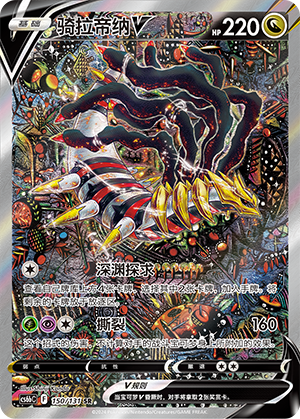 基础 骑拉帝纳V HP 220
深渊探求
查看自己牌库上方4张卡牌，选择其中2张卡牌，加入手牌。将剩余的卡牌放于放逐区。
撕裂 160
这个招式的伤害，不计算对手的战斗宝可梦身上所附加的效果。
弱点 抗性 撤退
V规则
当宝可梦V昏厥时，对手将拿取2张奖赏卡。
CSBb F 150/131 SR